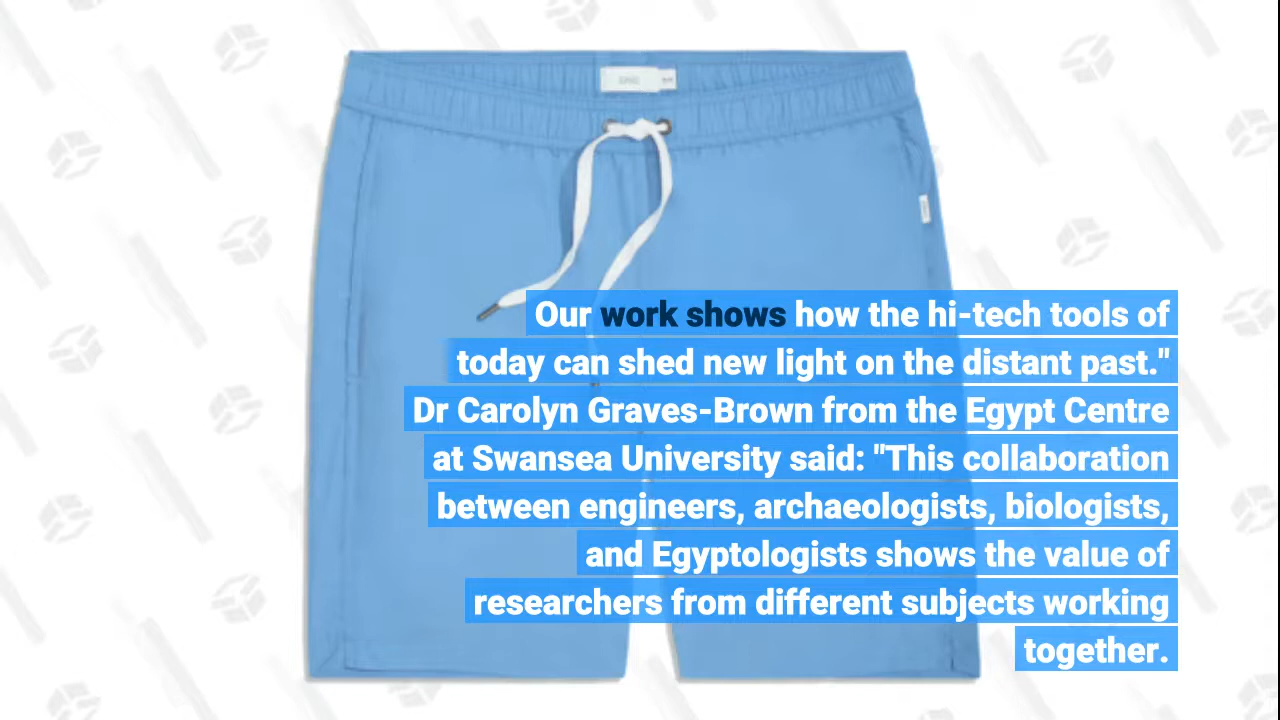 Our work shows how the hi-tech tools of
today can shed new light on the distant past."
Dr Carolyn Graves-Brown from the Egypt Centre
at Swansea University said: "This collaboration
between engineers, archaeologists, biologists,
and Egyptologists shows the value of
researchers from different subjects working
together.